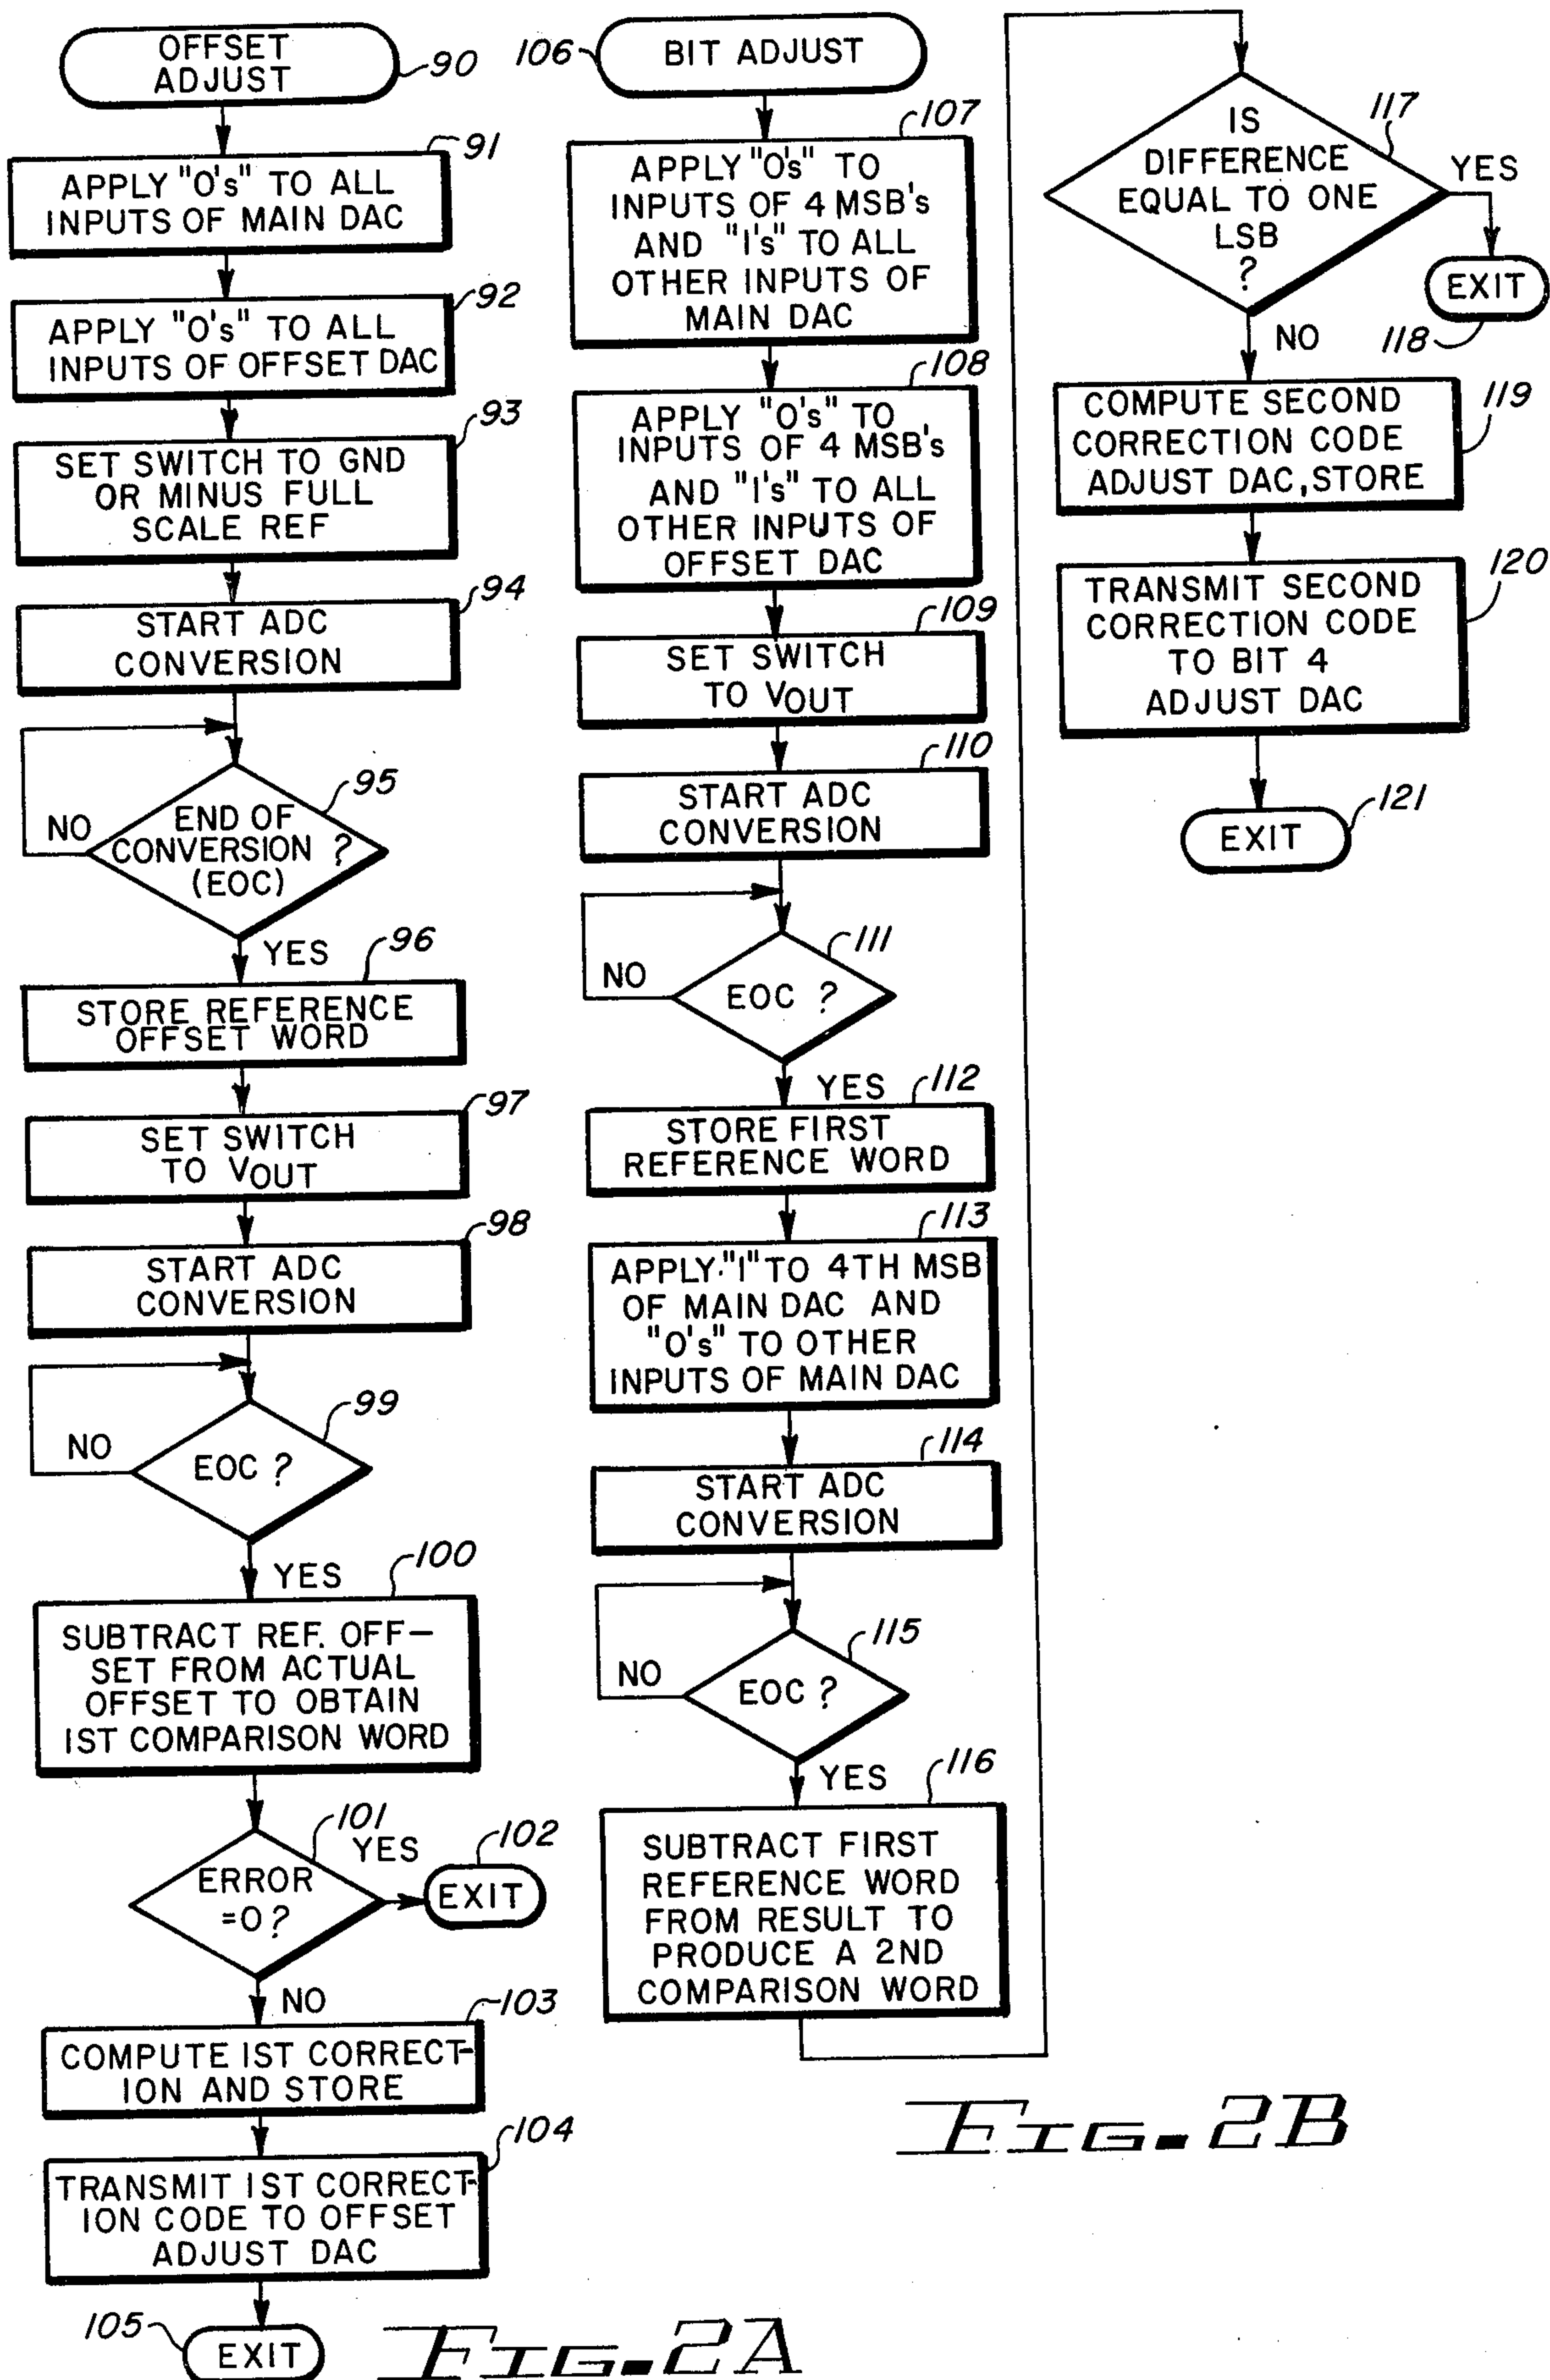 OFFSET
ADJUST
90
91
APPLY "O's" TO ALL
INPUTS OF MAIN DAC
92
APPLY "O's" TO ALL
INPUTS OF OFFSET DAC
93
SET SWITCH TO GND
OR MINUS FULL
SCALE REF
94
START ADC
CONVERSION
95
END OF
CONVERSION ?
(EOC)
NO
YES
96
STORE REFERENCE
OFFSET WORD
97
SET SWITCH
TO VOUT
98
START ADC
CONVERSION
99
EOC ?
NO
YES
100
SUBTRACT REF. OFF-
SET FROM ACTUAL
OFFSET TO OBTAIN
1ST COMPARISON WORD
101
ERROR
=0?
YES
102
EXIT
NO
103
COMPUTE 1ST CORRECT-
ION AND STORE
104
TRANSMIT 1ST CORRECT-
ION CODE TO OFFSET
ADJUST DAC
105
EXIT
FIG. 2A
106
BIT ADJUST
107
APPLY "O's" TO
INPUTS OF 4 MSB's
AND "1's" TO ALL
OTHER INPUTS OF
MAIN DAC
108
APPLY "O's" TO
INPUTS OF 4 MSB's
AND "1's" TO ALL
OTHER INPUTS OF
OFFSET DAC
109
SET SWITCH
TO VOUT
110
START ADC
CONVERSION
111
EOC ?
NO
YES
112
STORE FIRST
REFERENCE WORD
113
APPLY "1" TO 4TH MSB
OF MAIN DAC AND
"O's" TO OTHER
INPUTS OF MAIN DAC
114
START ADC
CONVERSION
115
EOC ?
NO
YES
116
SUBTRACT FIRST
REFERENCE WORD
FROM RESULT TO
PRODUCE A 2ND
COMPARISON WORD
117
IS
DIFFERENCE
EQUAL TO ONE
LSB
?
YES
EXIT
118
NO
119
COMPUTE SECOND
CORRECTION CODE
ADJUST DAC, STORE
120
TRANSMIT SECOND
CORRECTION CODE
TO BIT 4
ADJUST DAC
121
EXIT
FIG. 2B